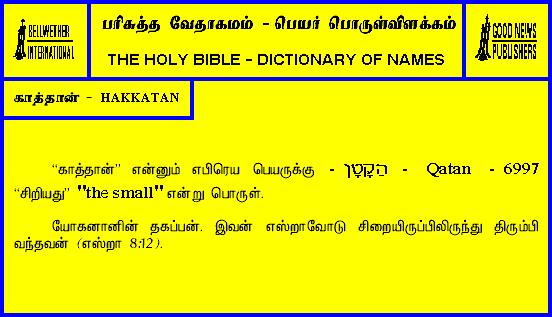 BELLWETHER
INTERNATIONAL
பரிசுத்த வேதாகமம் - பெயர் பொருள்விளக்கம்
THE HOLY BIBLE - DICTIONARY OF NAMES
GOOD NEWS
PUBLISHERS
காத்தான் - HAKKATAN
“காத்தான்” என்னும் எபிரெய பெயருக்கு - הַקָּטָן - Qatan - 6997
“சிறியது” "the small" என்று பொருள்.
யோகனானின் தகப்பன். இவன் எஸ்றாவோடு சிறையிருப்பிலிருந்து திரும்பி
வந்தவன் (எஸ்றா 8:12).